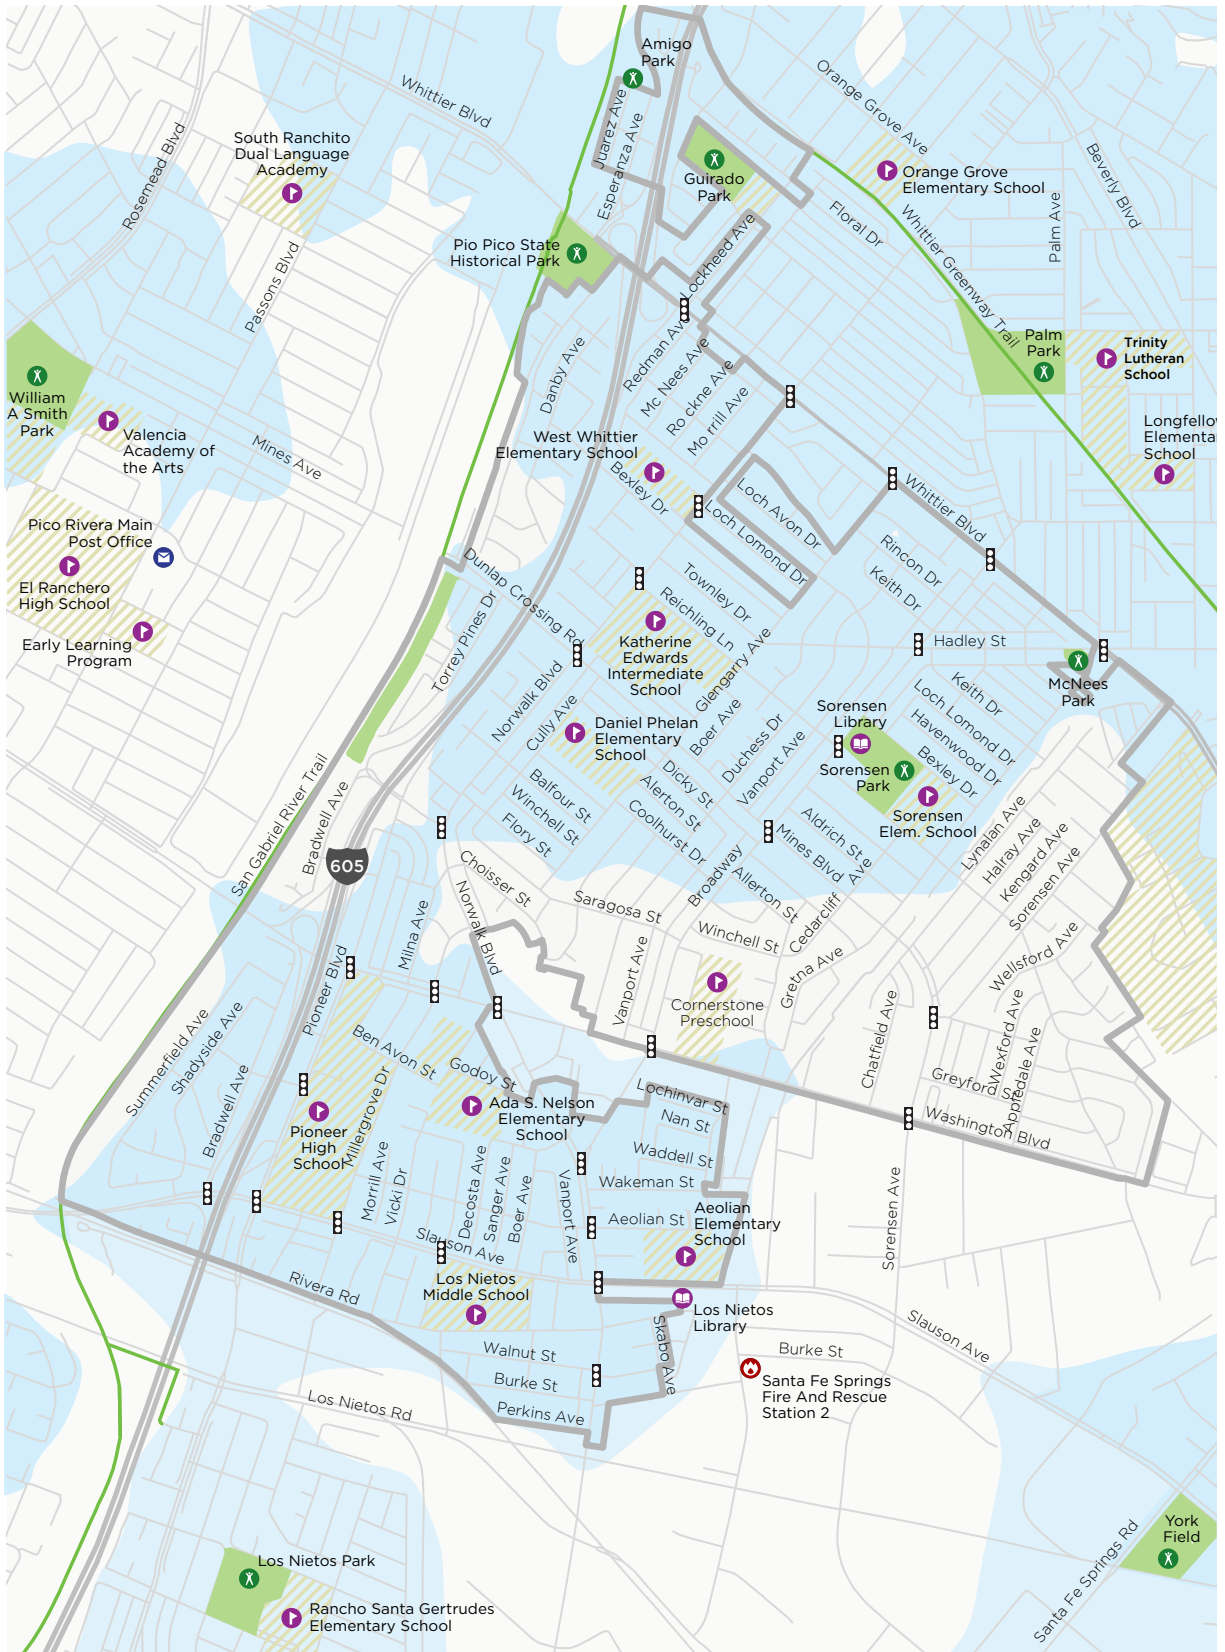 Amigo
Park
Whittier Blvd
Orange Grove Ave
Juarez Ave
Esperanza Ave
Rosemead Blvd
South Ranchito
Dual Language
Academy
Guirado
Park
Orange Grove
Elementary School
Beverly Blvd
Palm Ave
Floral Dr
Whittier Greenway Trail
Pio Pico State
Historical Park
Passons Blvd
Lockheed Ave
Redman Ave
Mc Nees Ave
Ro ckne Ave
Mo rrill Ave
Danby Ave
Palm
Park
Trinity
Lutheran
School
William
A Smith
Park
Valencia
Academy of
the Arts
Mines Ave
West Whittier
Elementary School
Bexley Dr
Loch Avon Dr
Loch Lomond Dr
Whittier Blvd
Longfellow
Elementa
School
Pico Rivera Main
Post Office
El Ranchero
High School
Early Learning
Program
Dunlap Crossing Rd
Torrey Pines Dr
Townley Dr
Reichling Ln
Rincon Dr
Keith Dr
Hadley St
Katherine
Edwards
Intermediate
School
Glengarry Ave
McNees
Park
Norwalk Blvd
Cully Ave
Daniel Phelan
Elementary
School
Boer Ave
Duchess Dr
Vanport Ave
Sorensen
Library
Sorensen
Park
Keith Dr
Loch Lomond Dr
Havenwood Dr
Bexley Dr
Sorensen
Elem. School
San Gabriel River Trail
Bradwell Ave
605
Balfour St
Winchell St
Flory St
Dicky St
Alerton St
Coolhurst Dr
Broadway
Aldrich St
Mines Blvd
Allerton St
Cedarcliff Ave
Lynalan Ave
Halray Ave
Kengard Ave
Sorensen Ave
Choisser St
Norwalk Blvd
Milna Ave
Saragosa St
Winchell St
Vanport Ave
Gretna Ave
Wellsford Ave
Cornerstone
Preschool
Chatfield Ave
Wexford Ave
Appledale Ave
Greyford St
Washington Blvd
Pioneer Blvd
Summerfield Ave
Shadyside Ave
Bradwell Ave
Ben Avon St
Godoy St
Millergrove Dr
Pioneer
High
School
Ada S. Nelson
Elementary
School
Lochinvar St
Nan St
Waddell St
Wakeman St
Aeolian St
Aeolian
Elementary
School
Morrill Ave
Vicki Dr
Decosta Ave
Sanger Ave
Boer Ave
Vanport Ave
Sorensen Ave
Slauson Ave
Rivera Rd
Los Nietos
Middle School
Los Nietos
Library
Skabo Ave
Slauson Ave
Walnut St
Burke St
Burke St
Perkins Ave
Los Nietos Rd
Santa Fe Springs
Fire And Rescue
Station 2
York
Field
Santa Fe Springs Rd
Los Nietos Park
Rancho Santa Gertrudes
Elementary School